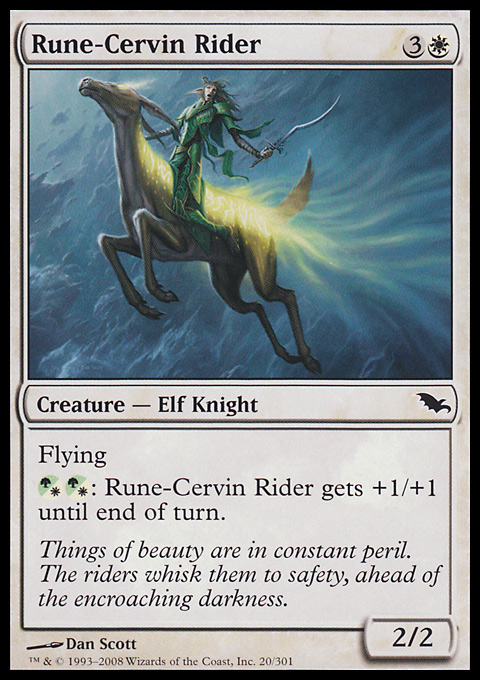 Rune-Cervin Rider 3
Creature — Elf Knight
Flying
: Rune-Cervin Rider gets +1/+1
until end of turn.
Things of beauty are in constant peril.
The riders whisk them to safety, ahead of
the encroaching darkness.
Dan Scott
2/2
™ & © 1993–2008 Wizards of the Coast, Inc. 20/301